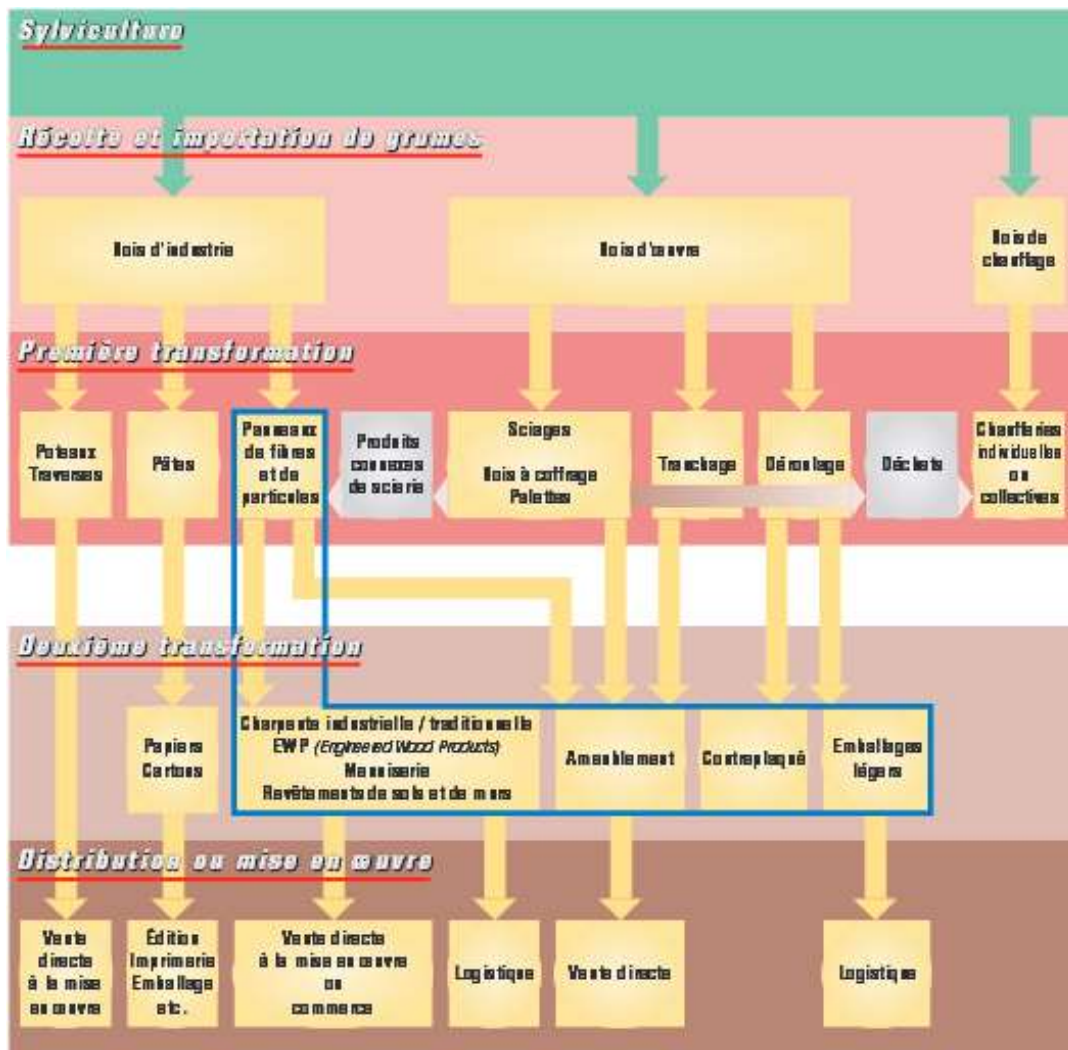 Sylviculture
Récolte et importation de grumes
Bois d'industrie
Bois d'œuvre
Bois de
chauffage
Première transformation
Poteaux
Traverses
Pâtes
Panneaux
de fibres
et de
particules
Produits
connexes
de scierie
Sciages
Bois à coffrage
Palettes
Tranchage
Déroulage
Déchets
Chaufferies
individuelles
ou
collectives
Deuxième transformation
Papiers
Cartons
Charpente industrielle / traditionnelle
EWP (Engineered Wood Products)
Menuiserie
Revêtements de sols et de murs
Ameublement
Contreplaqué
Emballages
légers
Distribution ou mise en œuvre
Vente
directe
à la mise
en œuvre
Édition
Imprimerie
Emballage
etc.
Vente directe
à la mise en œuvre
ou
commerce
Logistique
Vente directe
Logistique